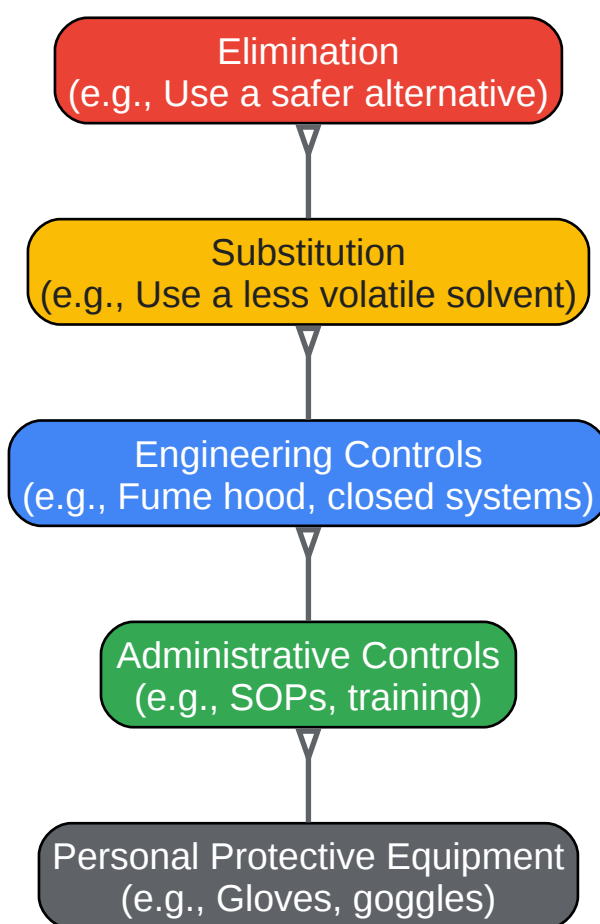 Elimination
(e.g., Use a safer alternative)
Substitution
(e.g., Use a less volatile solvent)
Engineering Controls
(e.g., Fume hood, closed systems)
Administrative Controls
(e.g., SOPs, training)
Personal Protective Equipment
(e.g., Gloves, goggles)